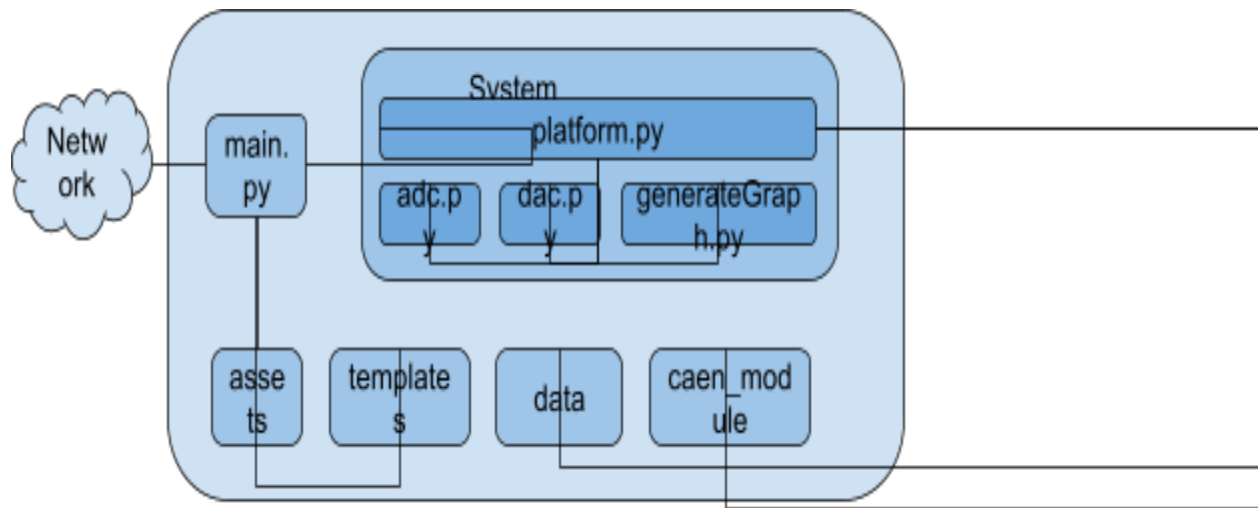 System
platform.py
Netw
ork
main.
py
adc.p
y
dac.p
y
generateGrap
h.py
asse
ts
template
s
data
caen_mod
ule